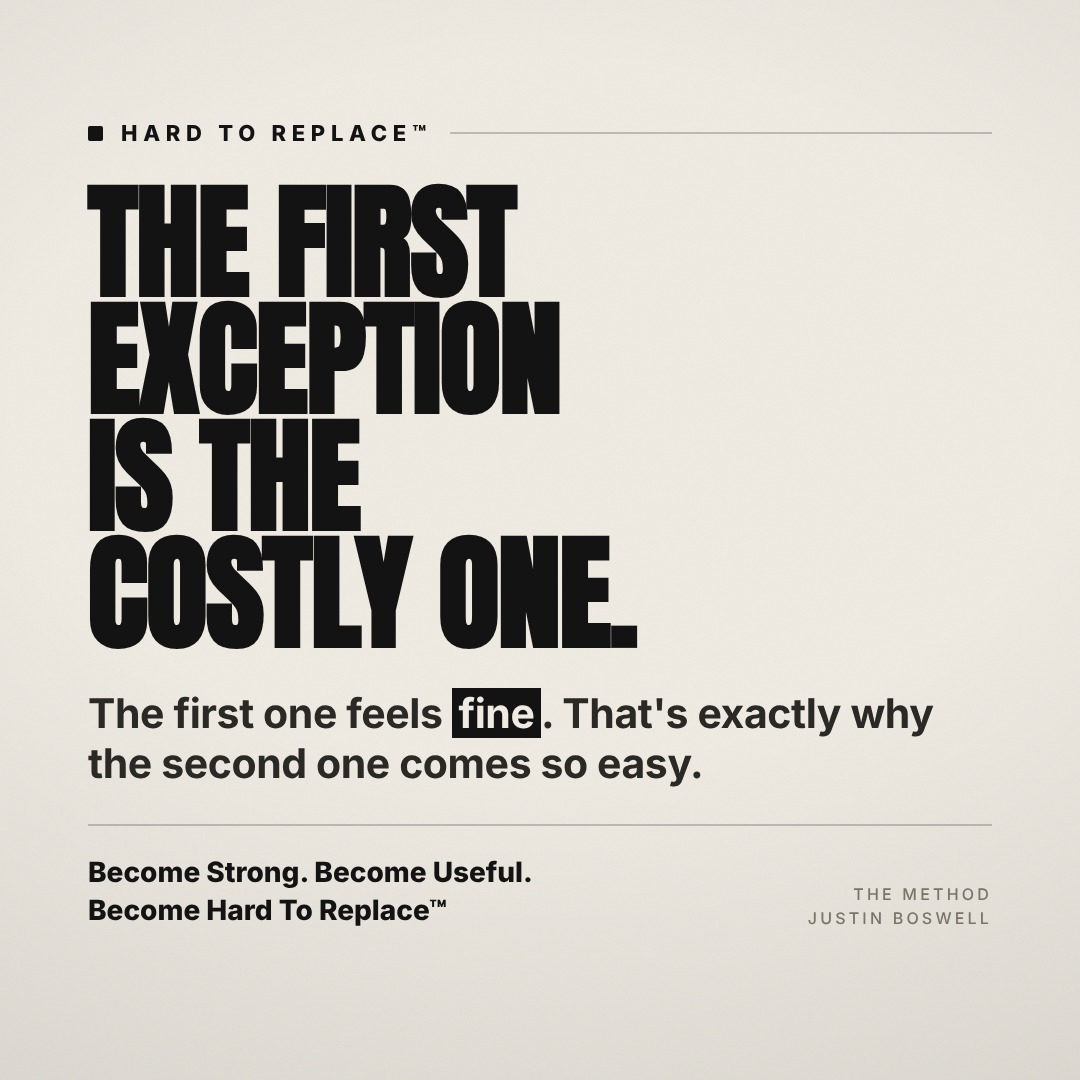 HARD TO REPLACE™
THE FIRST
EXCEPTION
IS THE
COSTLY ONE.
The first one feels fine. That's exactly why
the second one comes so easy.
Become Strong. Become Useful.
Become Hard To Replace™
THE METHOD
JUSTIN BOSWELL